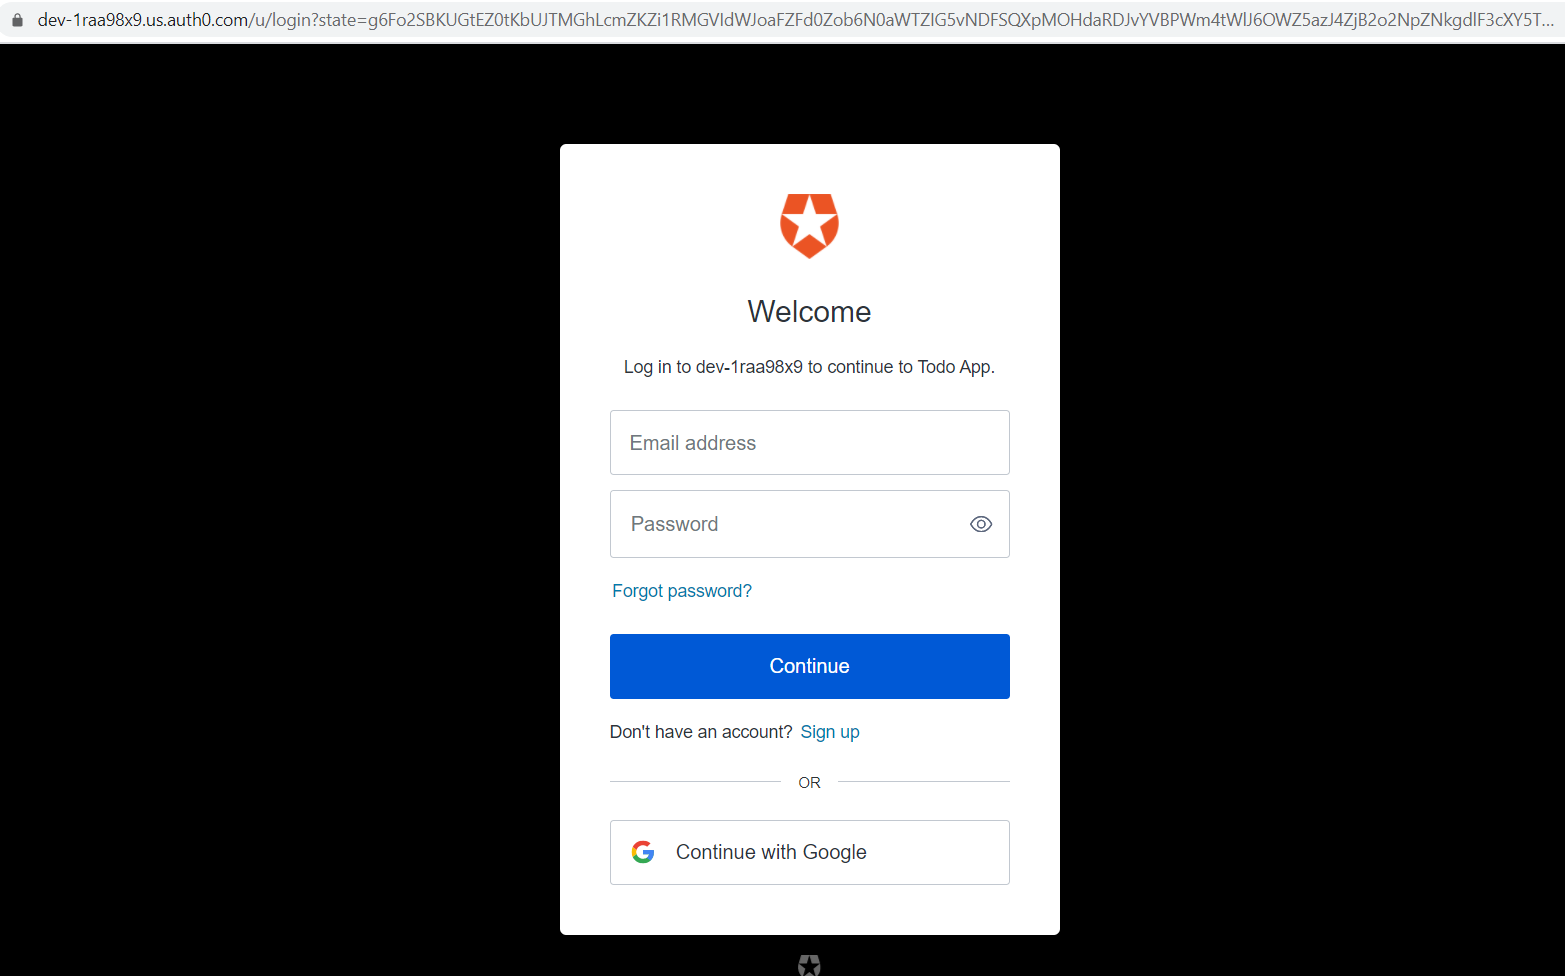 dev-1raa98x9.us.auth0.com/u/login?state=g6Fo2SBKUGtEZ0tKbUJTMGhLcmZKZi1RMGVIdWJoaFZFd0Zob6N0aWTZIG5vNDFSQXpMOHdaRDJvYVBPWm4tWlJ6OWZ5azJ4ZjB2o2NpZNkgdlF3cXY5T...
Welcome
Log in to dev-1raa98x9 to continue to Todo App.
Email address
Password
Forgot password?
Continue
Don't have an account? Sign up
OR
Continue with Google